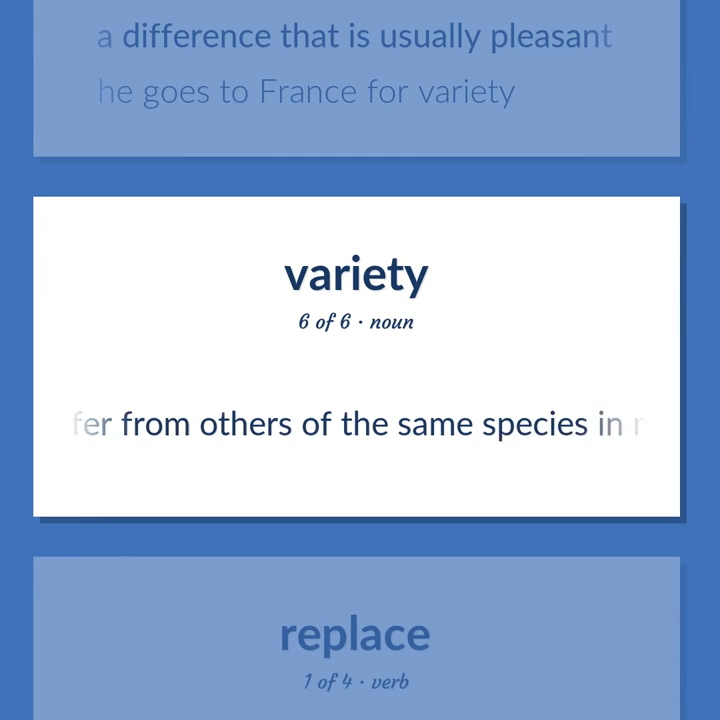 a difference that is usually pleasant
he goes to France for variety
variety
6 of 6 · noun
from others of the same species in
replace
1 of 4 · verb